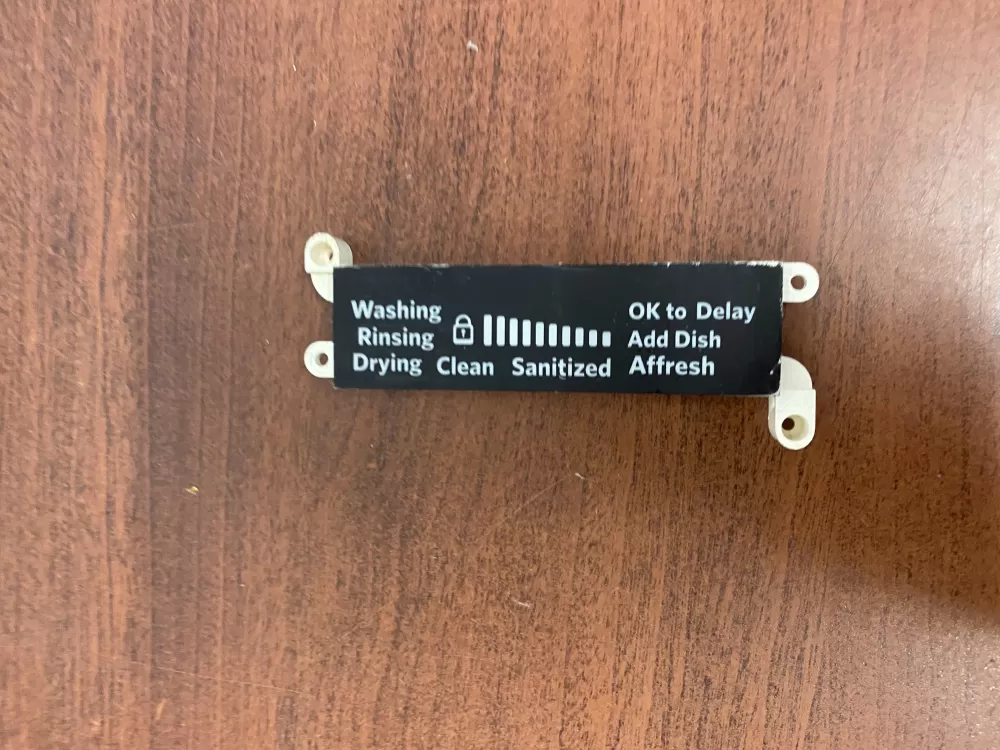 Washing OK to Delay
Rinsing Add Dish
Drying Clean Sanitized Affresh